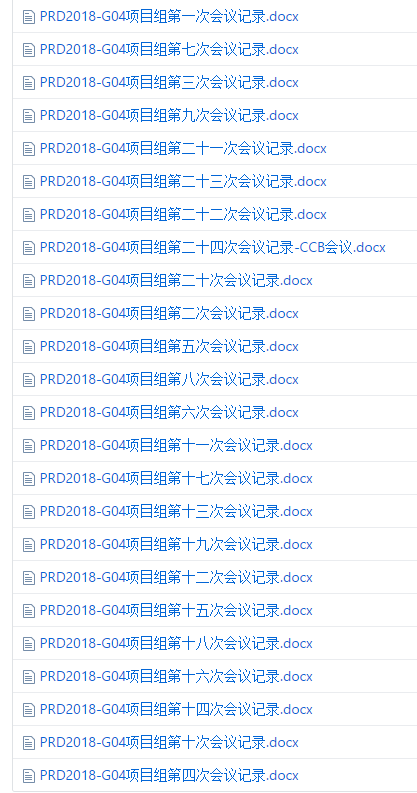 PRD2018-G04项目组第一次会议记录.docx
PRD2018-G04项目组第七次会议记录.docx
PRD2018-G04项目组第三次会议记录.docx
PRD2018-G04项目组第九次会议记录.docx
PRD2018-G04项目组第二十一次会议记录.docx
PRD2018-G04项目组第二十三次会议记录.docx
PRD2018-G04项目组第二十二次会议记录.docx
PRD2018-G04项目组第二十四次会议记录-CCB会议.docx
PRD2018-G04项目组第二十次会议记录.docx
PRD2018-G04项目组第二次会议记录.docx
PRD2018-G04项目组第五次会议记录.docx
PRD2018-G04项目组第八次会议记录.docx
PRD2018-G04项目组第六次会议记录.docx
PRD2018-G04项目组第十一次会议记录.docx
PRD2018-G04项目组第十七次会议记录.docx
PRD2018-G04项目组第十三次会议记录.docx
PRD2018-G04项目组第十九次会议记录.docx
PRD2018-G04项目组第十二次会议记录.docx
PRD2018-G04项目组第十五次会议记录.docx
PRD2018-G04项目组第十八次会议记录.docx
PRD2018-G04项目组第十六次会议记录.docx
PRD2018-G04项目组第十四次会议记录.docx
PRD2018-G04项目组第十次会议记录.docx
PRD2018-G04项目组第四次会议记录.docx